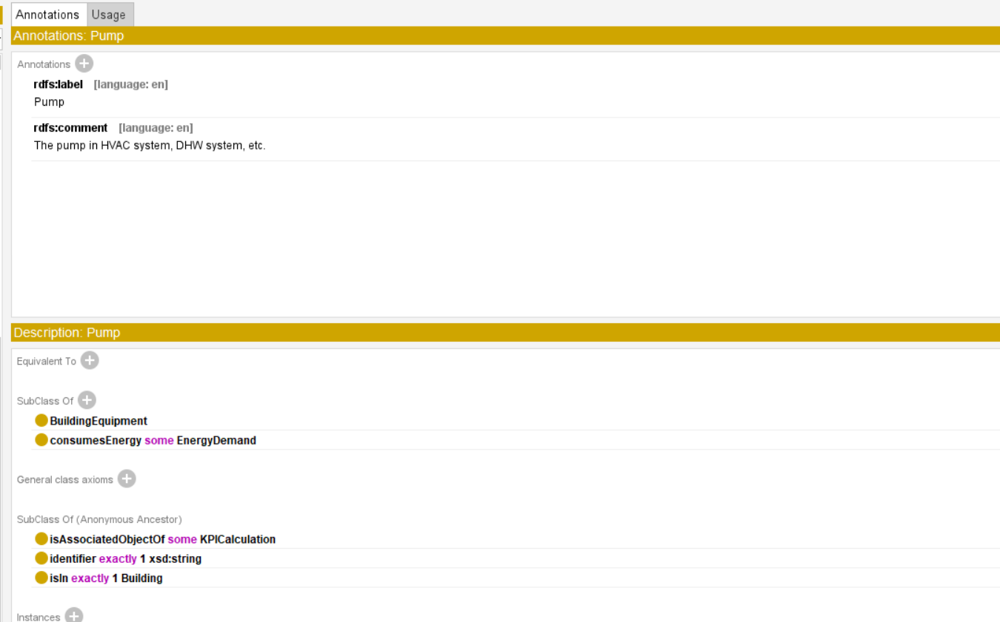 Annotations Usage
Annotations: Pump
Annotations
rdfs:label [language: en]
Pump
rdfs:comment [language: en]
The pump in HVAC system, DHW system, etc.
Description: Pump
Equivalent To
SubClass Of
BuildingEquipment
consumesEnergy some EnergyDemand
General class axioms
SubClass Of (Anonymous Ancestor)
isAssociatedObjectOf some KPICalculation
identifier exactly 1 xsd:string
isIn exactly 1 Building
Instances